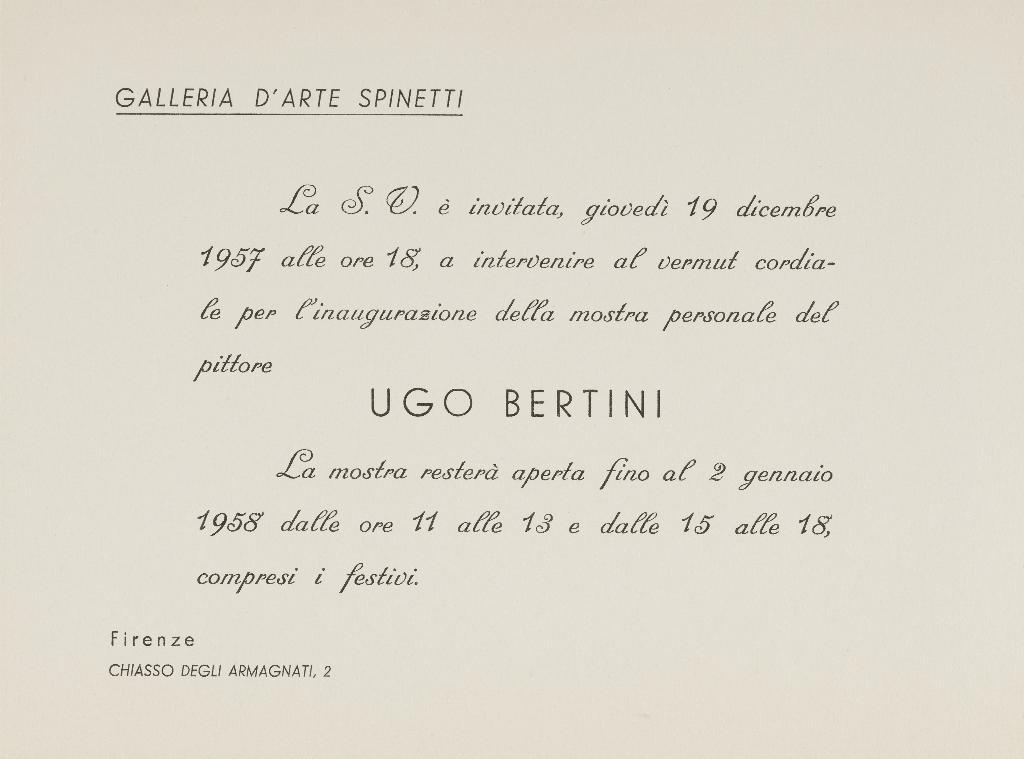 GALLERIA D'ARTE SPINETTI
La S. V. è invitata, giovedì 19 dicembre
1957 alle ore 18, a intervenire al vermut cordia-
le per l'inaugurazione della mostra personale del
pittore
UGO BERTINI
La mostra resterà aperta fino al 2 gennaio
1958 dalle ore 11 alle 13 e dalle 15 alle 18,
compresi i festivi.
Firenze
CHIASSO DEGLI ARMAGNATI, 2